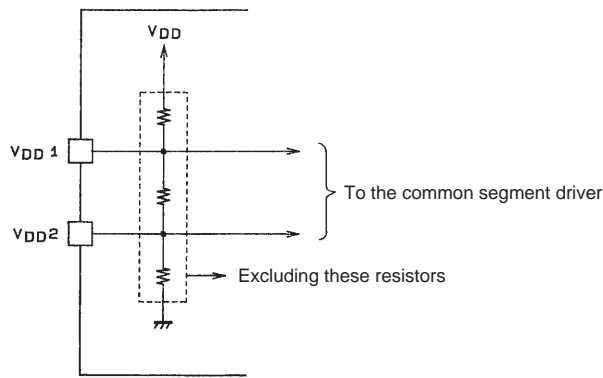 VDD
VDD 1
To the common segment driver
VDD2
Excluding these resistors